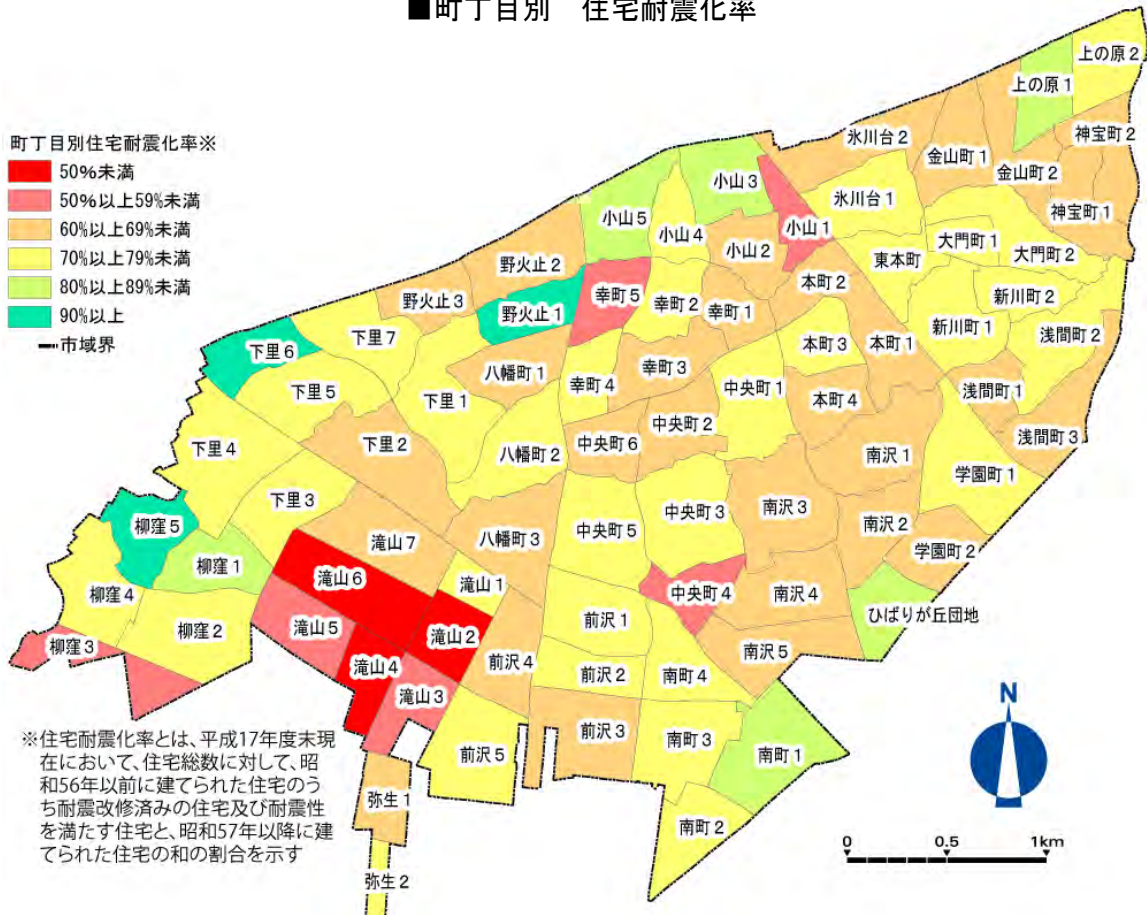 ■町丁目別　住宅耐震化率
町丁目別住宅耐震化率※
50%未満
50%以上59%未満
60%以上69%未満
70%以上79%未満
80%以上89%未満
90%以上
市域界
上の原2
上の原1
神宝町2
氷川台2
金山町1
金山町2
小山3
氷川台1
神宝町1
小山5
小山1
小山4
大門町1
小山2
東本町
大門町2
野火止2
本町2
幸町5
新川町2
野火止3
幸町2
野火止1
幸町1
新川町1
下里7
浅間町2
本町3
本町1
下里6
幸町3
八幡町1
幸町4
中央町1
下里5
浅間町1
下里1
本町4
中央町2
浅間町3
下里2
中央町6
下里4
八幡町2
南沢1
学園町1
下里3
南沢3
中央町3
柳窪5
南沢2
中央町5
八幡町3
滝山7
学園町2
柳窪1
滝山6
滝山1
中央町4
南沢4
柳窪4
ひばりが丘団地
前沢1
滝山5
柳窪2
滝山2
柳窪3
南沢5
前沢4
滝山4
前沢2
南町4
滝山3
N
前沢3
南町3
前沢5
南町1
弥生1
南町2
弥生2
※住宅耐震化率とは、平成17年度末現
在において、住宅総数に対して、昭
和56年以前に建てられた住宅のう
ち耐震改修済みの住宅及び耐震性
を満たす住宅と、昭和57年以降に建
てられた住宅の和の割合を示す
0 0.5 1km